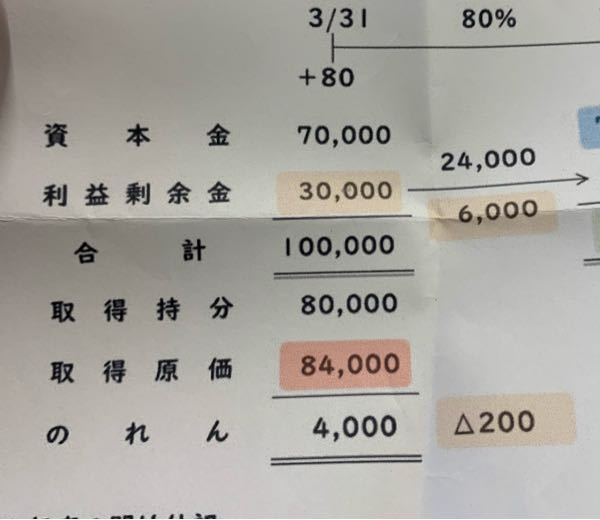 3/31 80%
+80
資本金 70,000
24,000
利益剰余金 30,000
6,000
合計 100,000
取得持分 80,000
取得原価 84,000
のれん 4,000 △200